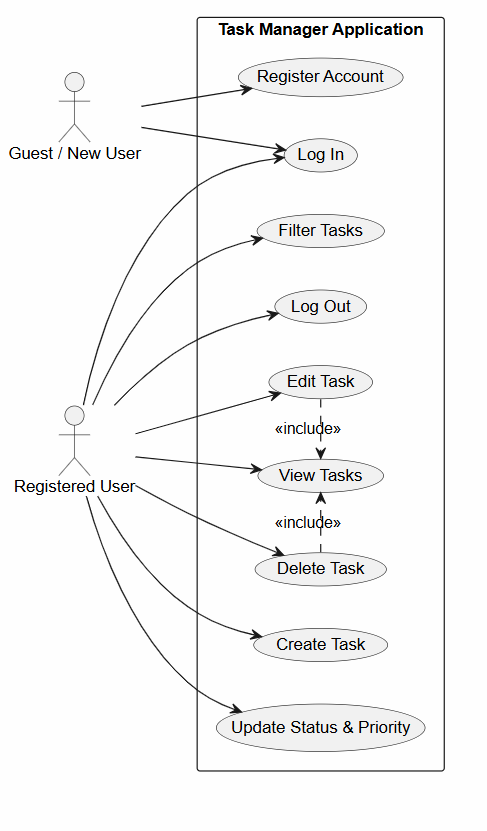 Task Manager Application
Register Account
Guest / New User
Log In
Filter Tasks
Log Out
Edit Task
«include»
View Tasks
Registered User
«include»
Delete Task
Create Task
Update Status & Priority